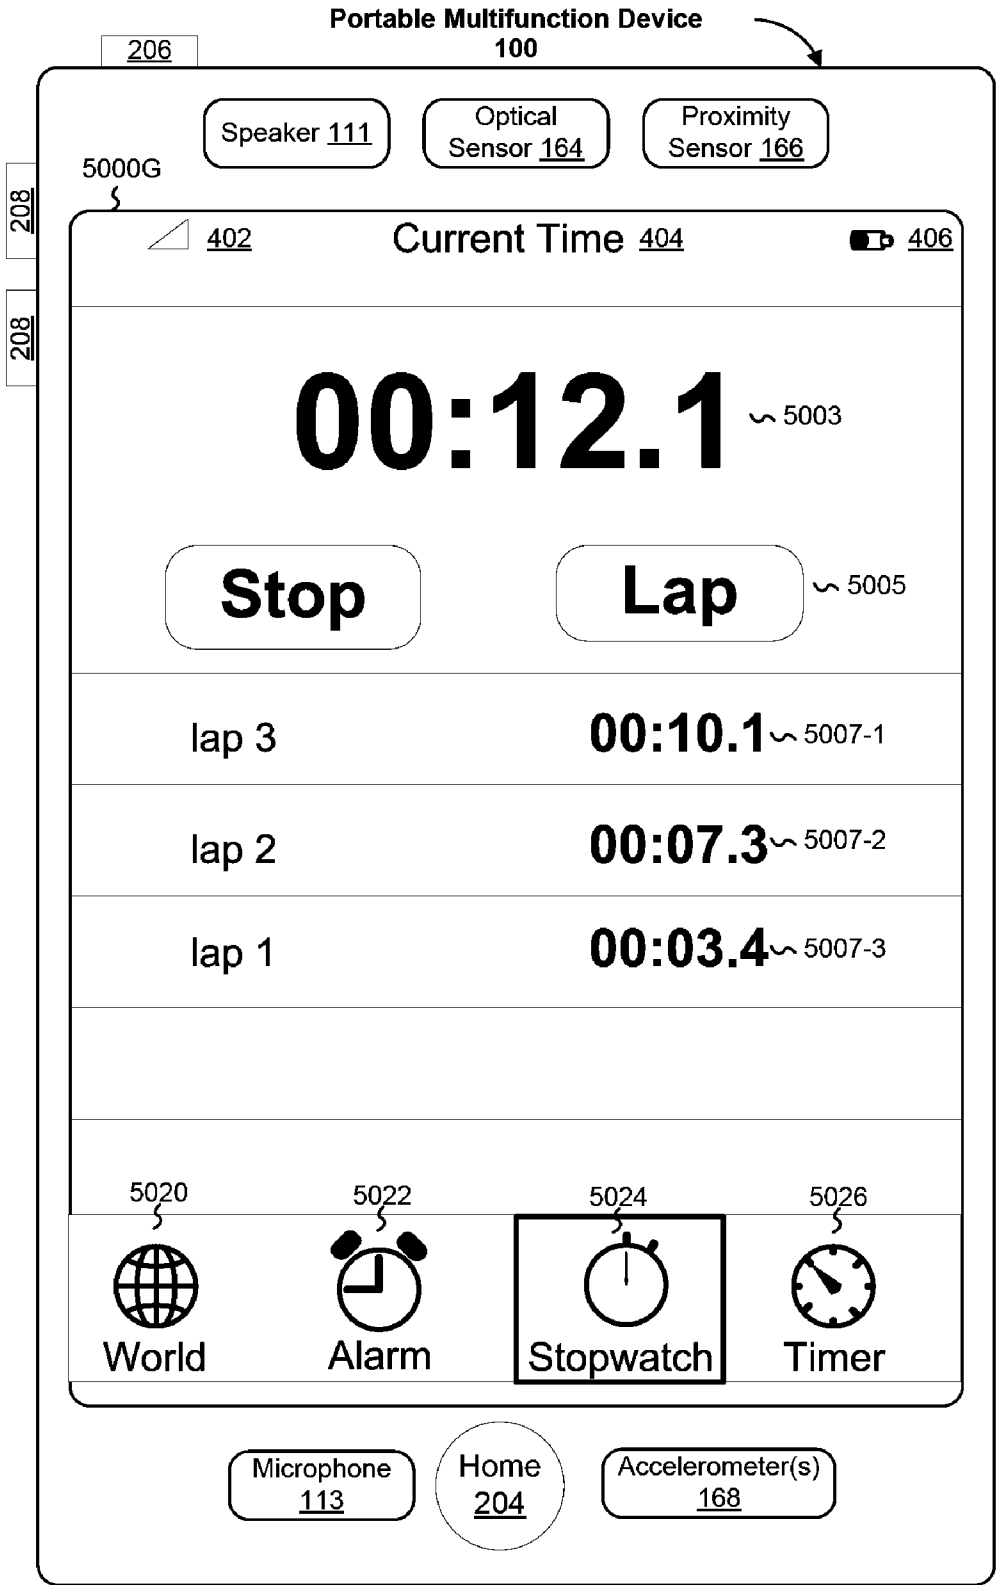 Portable Multifunction Device
100
206
Speaker 111
Optical
Sensor 164
Proximity
Sensor 166
5000G
208
208
402
Current Time 404
406
00:12.1
5003
Stop
Lap
5005
lap 3
00:10.1
5007-1
lap 2
00:07.3
5007-2
lap 1
00:03.4
5007-3
5020
5022
5024
5026
World
Alarm
Stopwatch
Timer
Microphone
113
Home
204
Accelerometer(s)
168